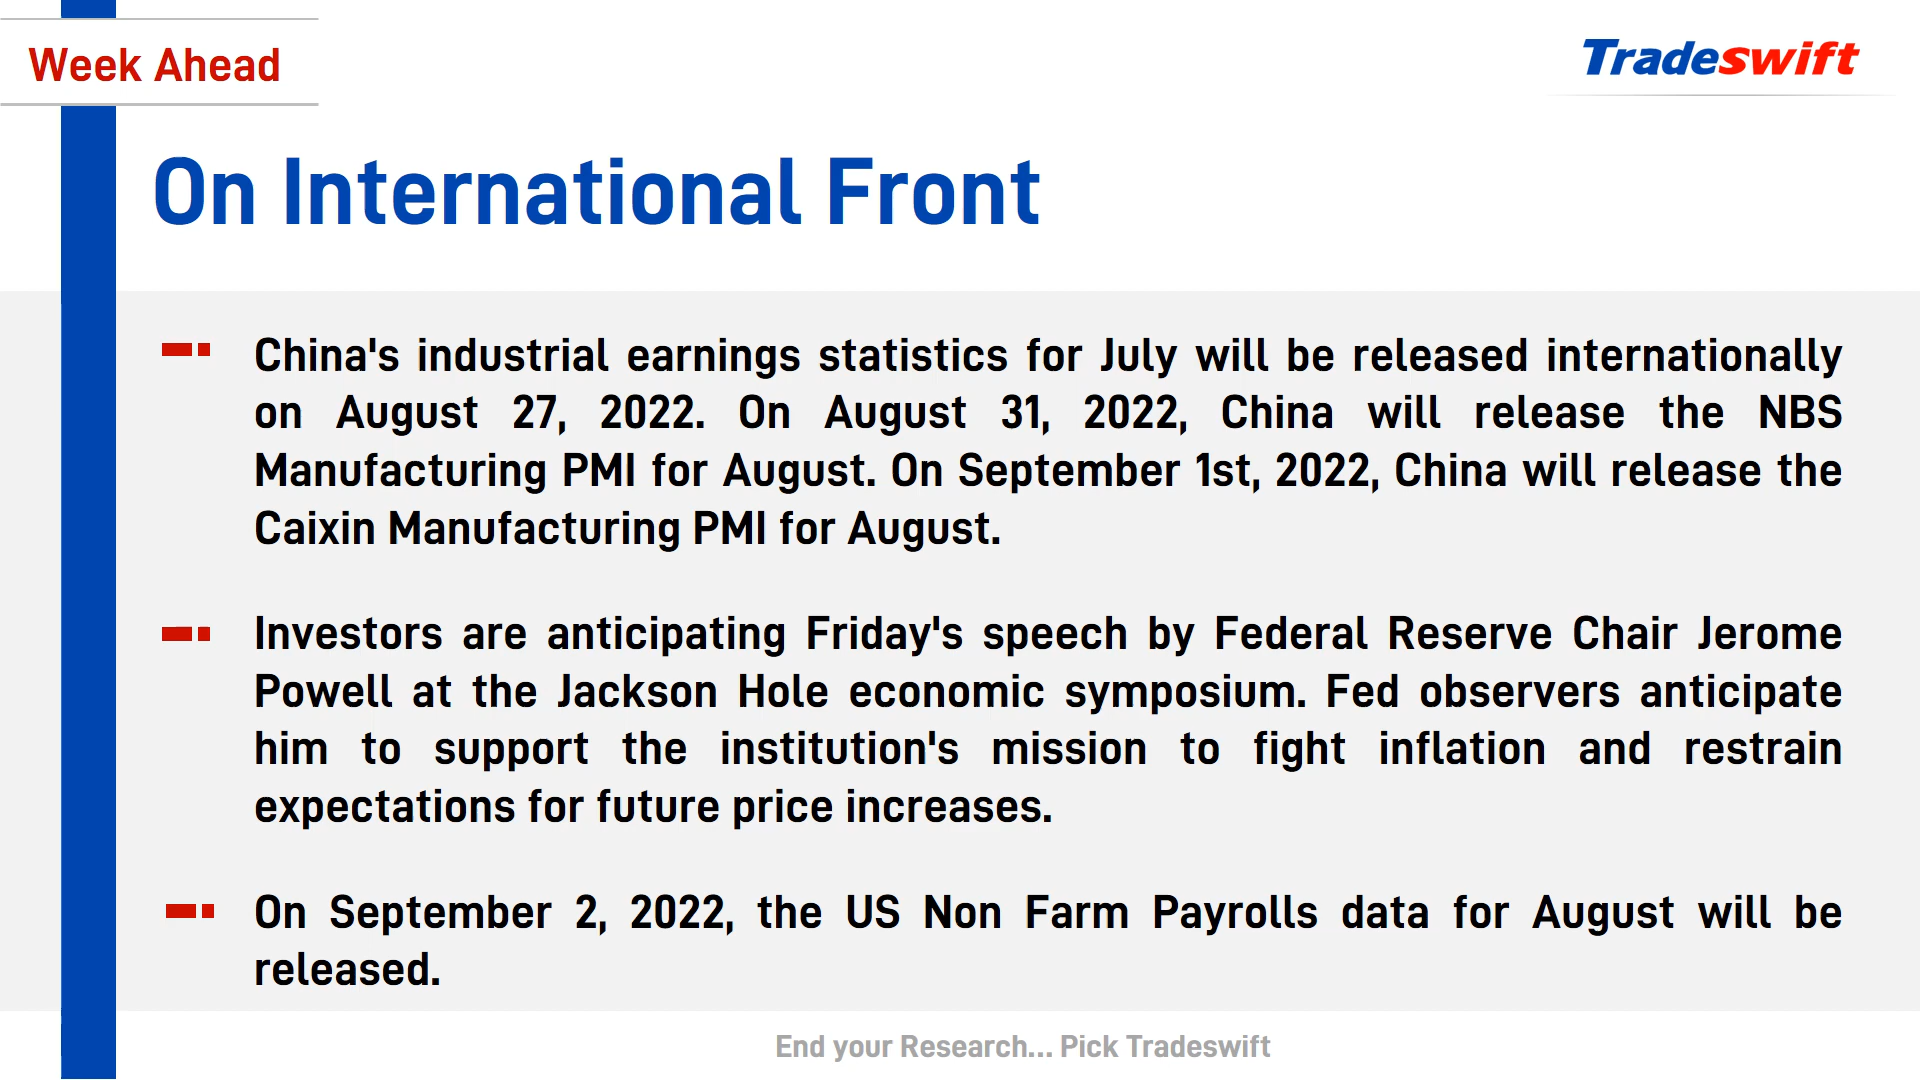 Week Ahead
Tradeswift
On International Front
China's industrial earnings statistics for July will be released internationally
on August 27, 2022. On August 31, 2022, China will release the NBS
Manufacturing PMI for August. On September 1st, 2022, China will release the
Caixin Manufacturing PMI for August.
Investors are anticipating Friday's speech by Federal Reserve Chair Jerome
Powell at the Jackson Hole economic symposium. Fed observers anticipate
him to support the institution's mission to fight inflation and restrain
expectations for future price increases.
On September 2, 2022, the US Non Farm Payrolls data for August will be
released.
End your Research... Pick Tradeswift